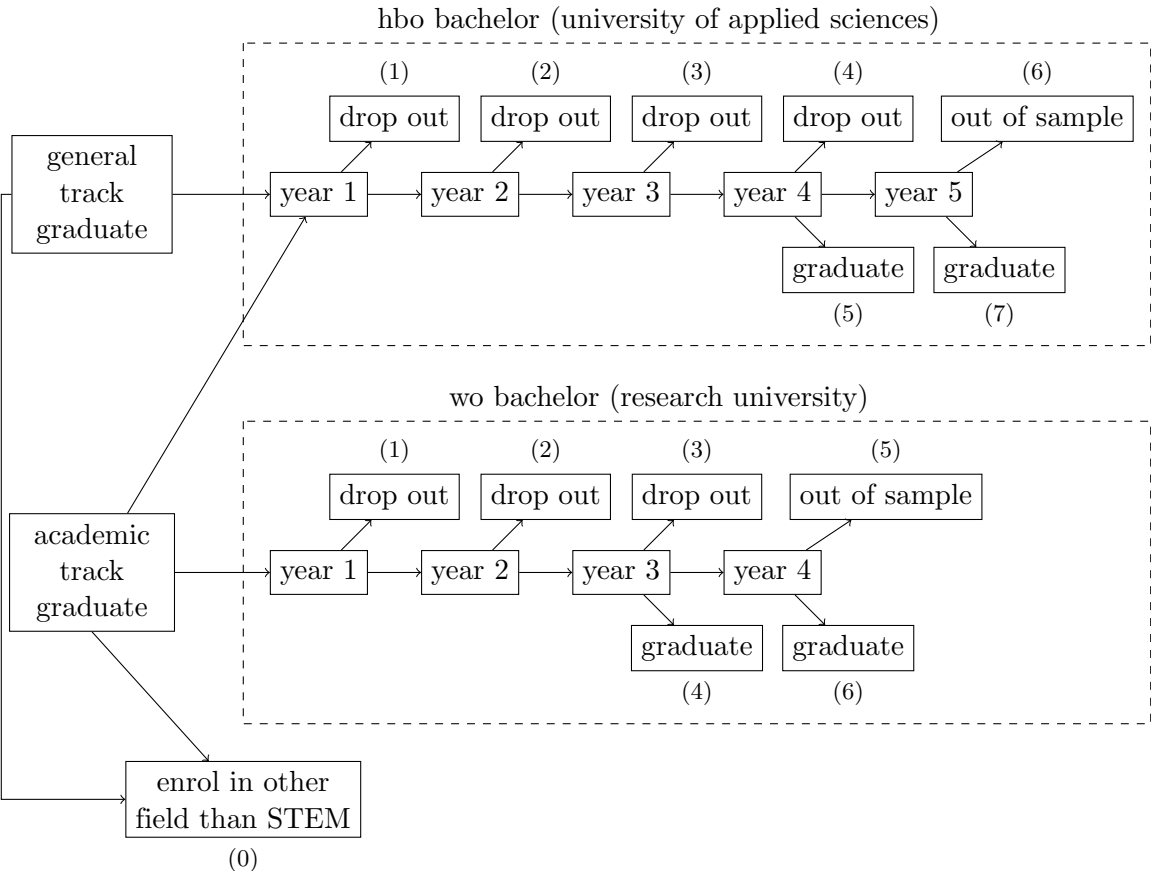 hbo bachelor (university of applied sciences)
(1)
(2)
(3)
(4)
(6)
drop out
drop out
drop out
drop out
out of sample
general
track
graduate
year 1
year 2
year 3
year 4
year 5
graduate
graduate
(5)
(7)
wo bachelor (research university)
(1)
(2)
(3)
(5)
drop out
drop out
drop out
out of sample
academic
track
graduate
year 1
year 2
year 3
year 4
graduate
graduate
(4)
(6)
enrol in other
field than STEM
(0)